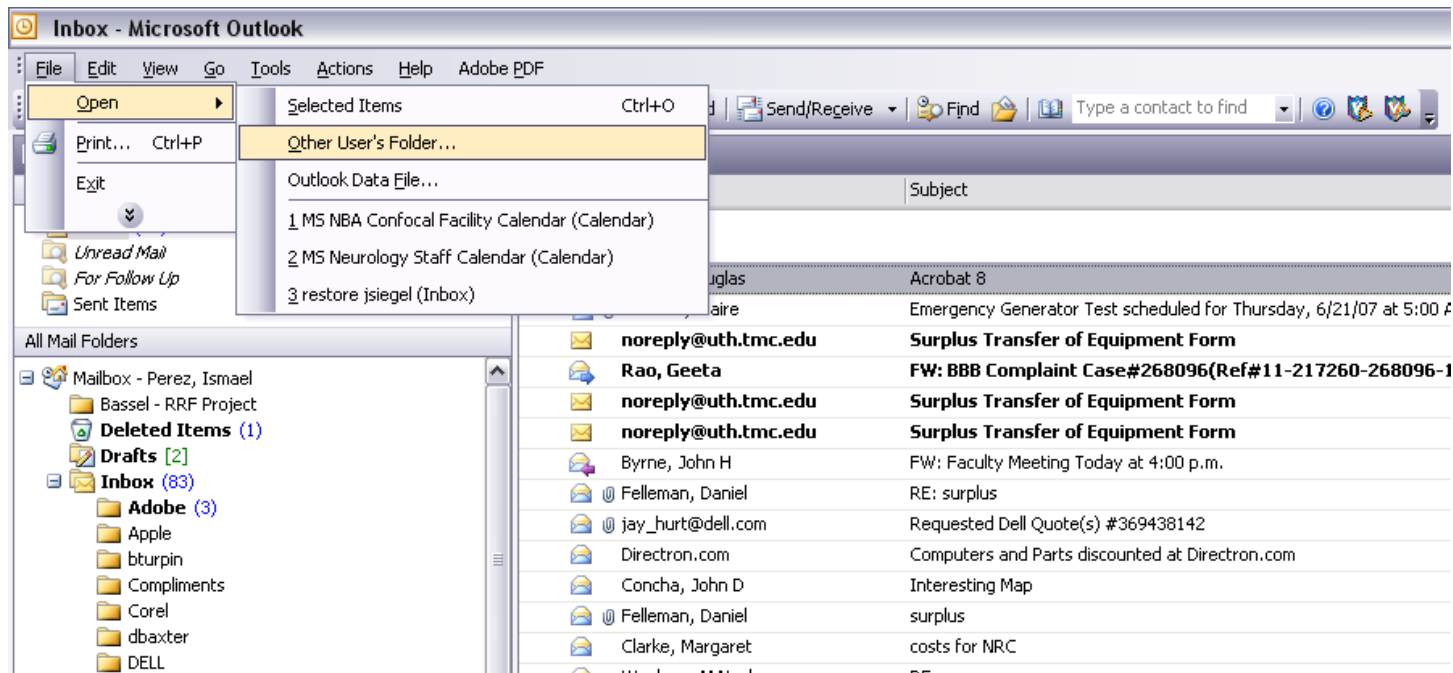 Inbox - Microsoft Outlook
File Edit View Go Tools Actions Help Adobe PDF
Open
Selected Items Ctrl+O
Send/Receive Find Type a contact to find
Print... Ctrl+P
Other User's Folder...
Exit
Outlook Data File...
Subject
1 MS NBA Confocal Facility Calendar (Calendar)
2 MS Neurology Staff Calendar (Calendar)
3 restore jsiegel (Inbox)
Unread Mail
For Follow Up
Sent Items
All Mail Folders
Mailbox - Perez, Ismael
Bassel - RRF Project
Deleted Items (1)
Drafts [2]
Inbox (83)
Adobe (3)
Apple
bturpin
Compliments
Corel
dbaxter
DELL
Acrobat 8
Emergency Generator Test scheduled for Thursday, 6/21/07 at 5:00
noreply@uth.tmc.edu Surplus Transfer of Equipment Form
Rao, Geeta FW: BBB Complaint Case#268096(Ref#11-217260-268096-1
noreply@uth.tmc.edu Surplus Transfer of Equipment Form
noreply@uth.tmc.edu Surplus Transfer of Equipment Form
Byrne, John H FW: Faculty Meeting Today at 4:00 p.m.
Felleman, Daniel RE: surplus
jay_hurt@dell.com Requested Dell Quote(s) #369438142
Directron.com Computers and Parts discounted at Directron.com
Concha, John D Interesting Map
Felleman, Daniel surplus
Clarke, Margaret costs for NRC